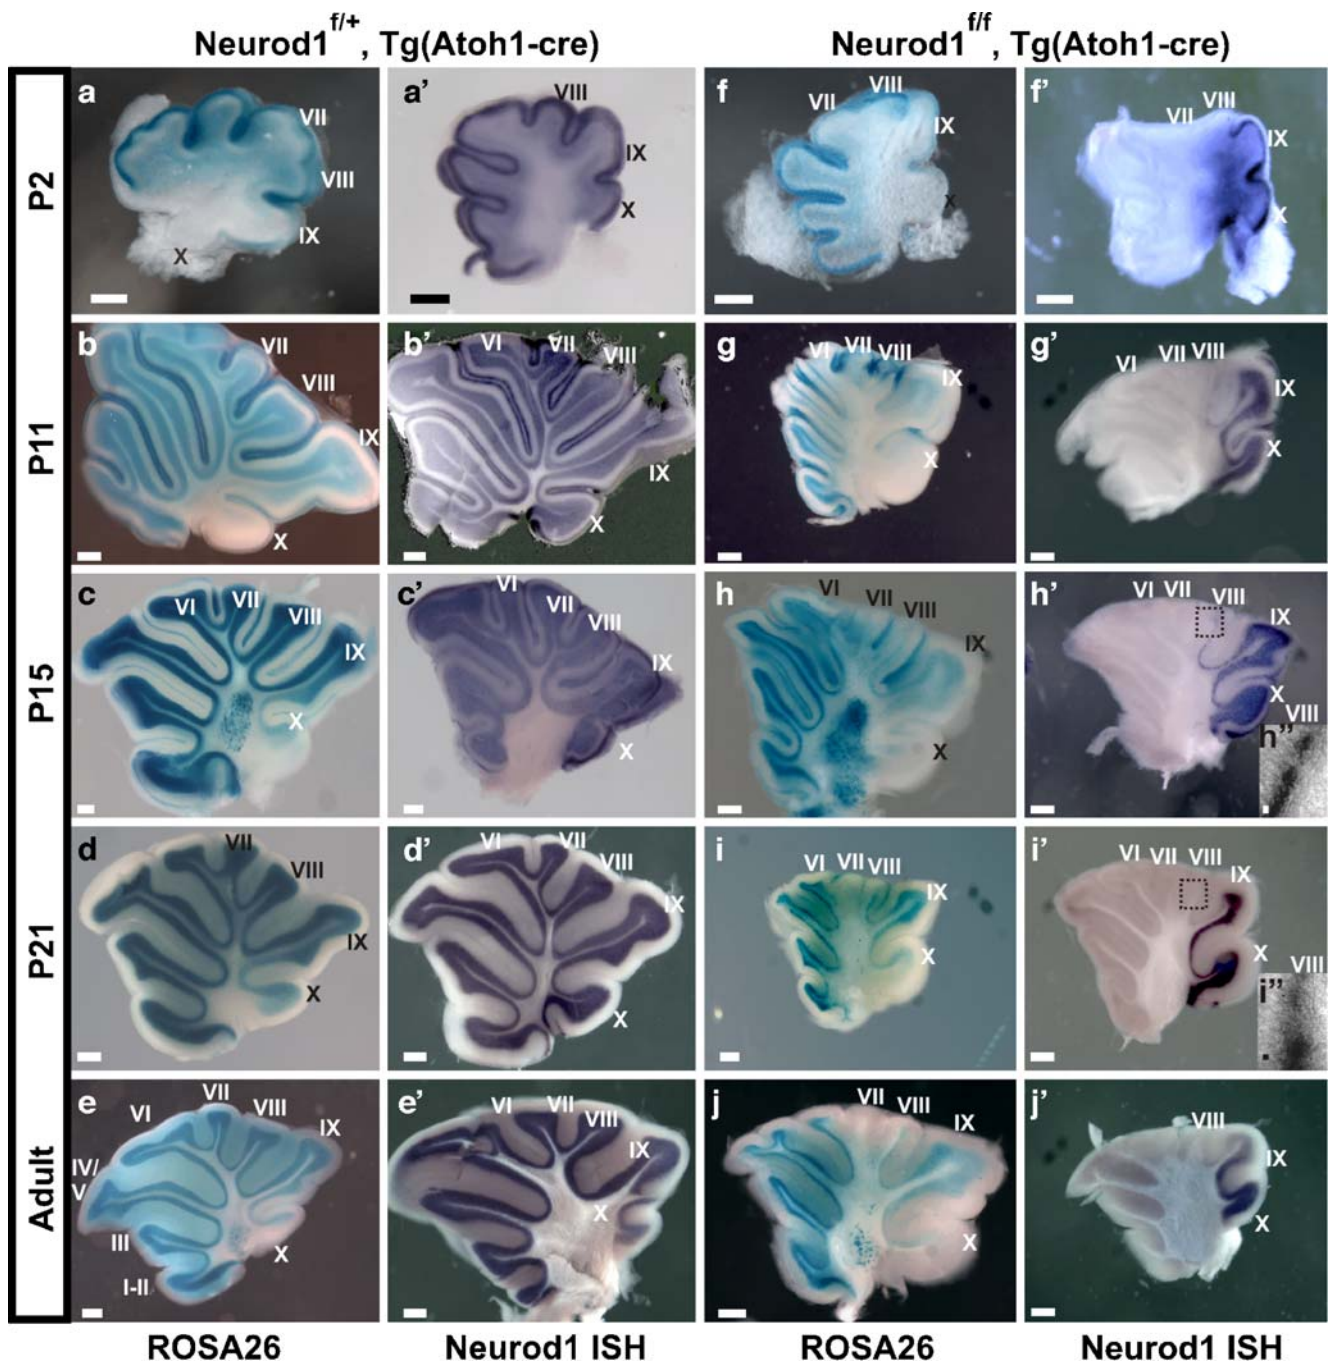 Neurod1f/+, Tg(Atoh1-cre) Neurod1f/f, Tg(Atoh1-cre)
P2
a VII VIII IX X
a' VIII IX X
f VII VIII IX X
f' VII VIII IX X
P11
b VII VIII IX X
b' VI VII VIII IX X
g VI VII VIII IX X
g' VI VII VIII IX X
P15
c VI VII VIII IX X
c' VI VII VIII IX X
h VI VII VIII IX X
h' VI VII VIII IX X
h'' VIII
P21
d VII VIII IX X
d' VI VII VIII IX X
i VI VII VIII IX X
i' VI VII VIII IX X
i'' VIII
Adult
e VI VII VIII IX IV/V III I-II X
e' VI VII VIII IX X
j VII VIII IX X
j' VIII IX X
ROSA26 Neurod1 ISH ROSA26 Neurod1 ISH